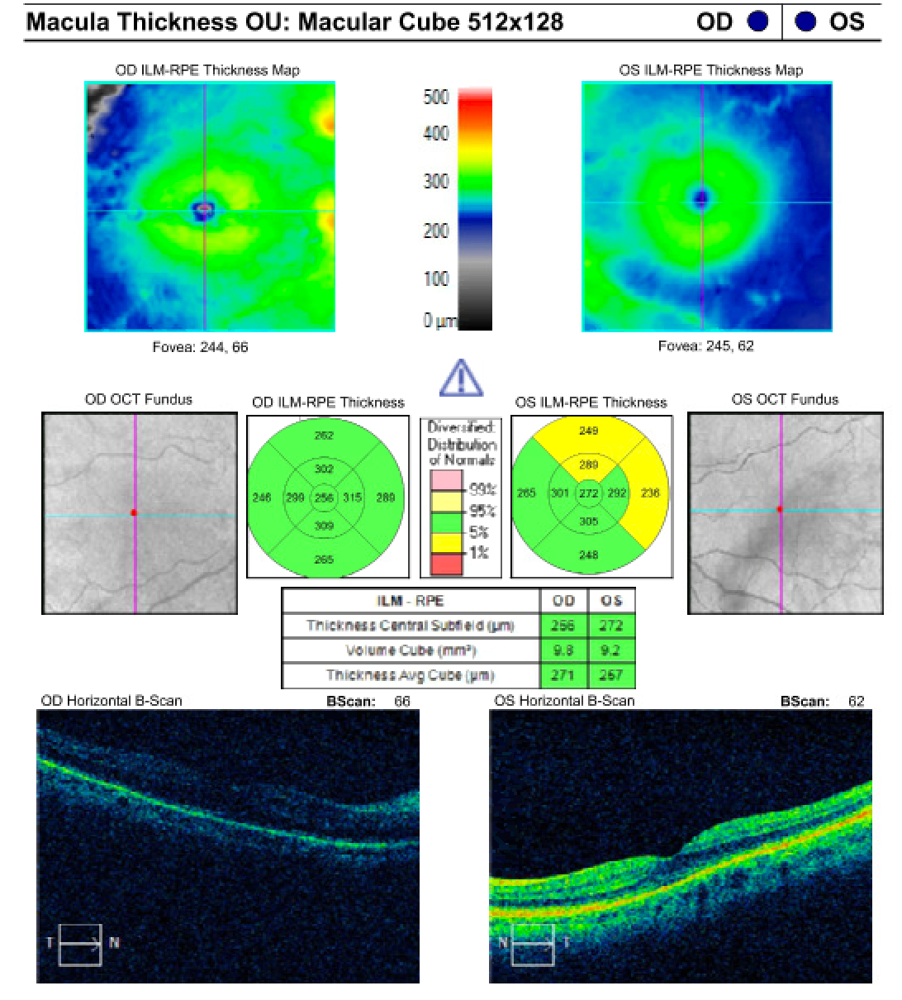 Macula Thickness OU: Macular Cube 512x128 OD OS
OD ILM-RPE Thickness Map
OS ILM-RPE Thickness Map
500
400
300
200
100
0 µm
Fovea: 244, 66
Fovea: 245, 62
OD OCT Fundus
OD ILM-RPE Thickness
OS ILM-RPE Thickness
OS OCT Fundus
262
302
246 299 256 315 289
309
265
Diversified:
Distribution
of Normals
99%
95%
5%
1%
249
289
265 301 272 292 236
305
248
ILM - RPE OD OS
Thickness Central Subfield (µm) 256 272
Volume Cube (mm³) 9.8 9.2
Thickness Avg Cube (µm) 271 257
OD Horizontal B-Scan BScan: 66
OS Horizontal B-Scan BScan: 62
T N
N T